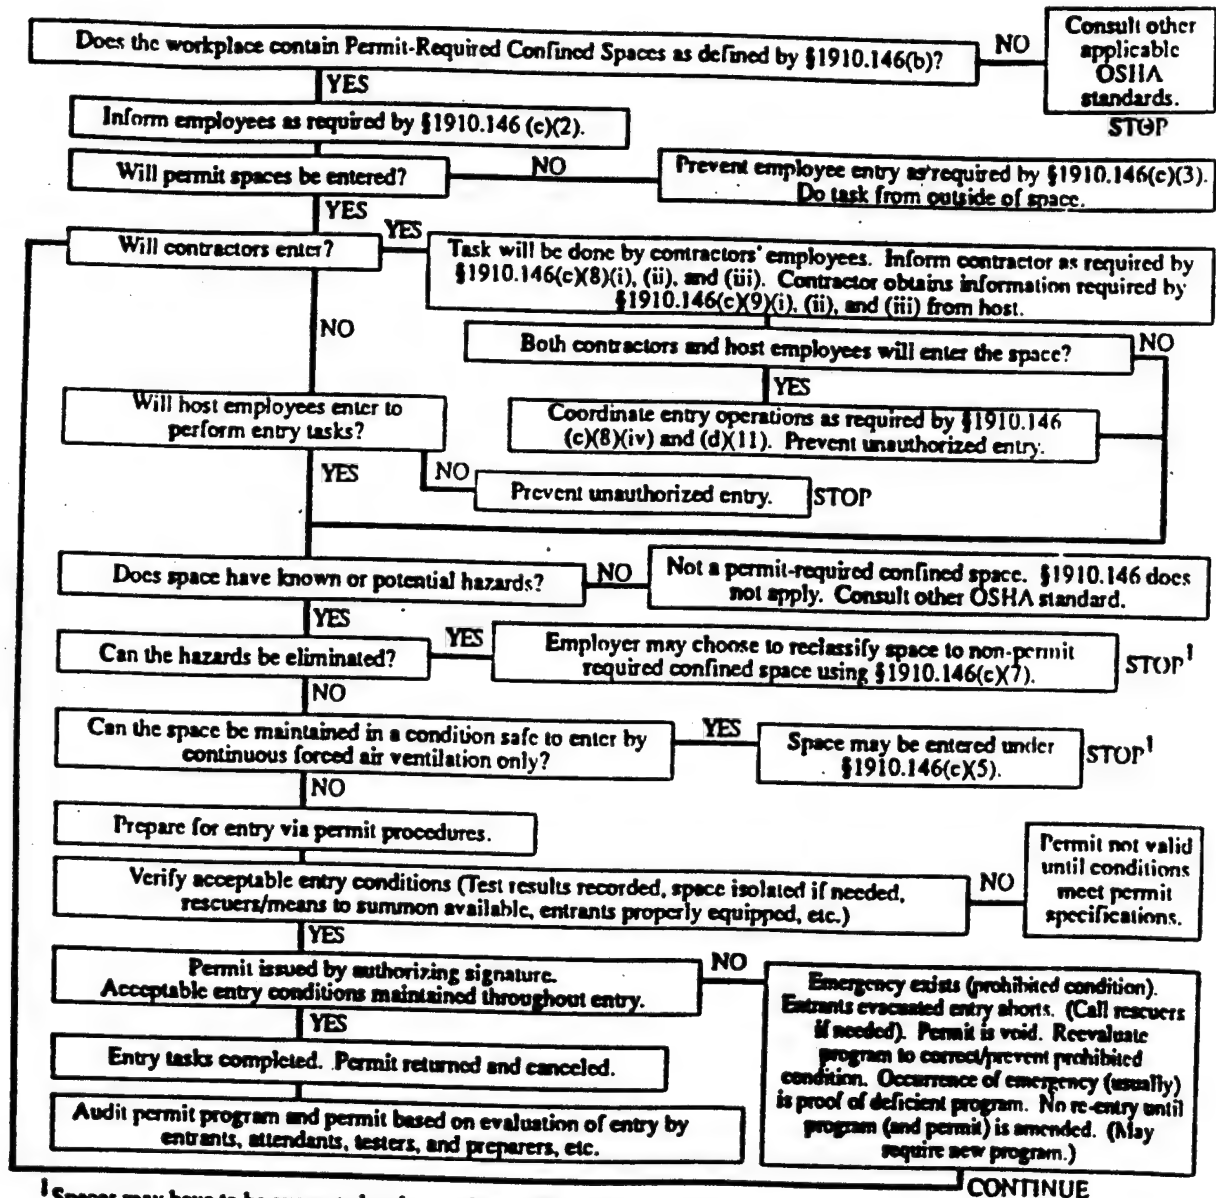 Does the workplace contain Permit-Required Confined Spaces as defined by §1910.146(b)?
NO
Consult other
applicable
OSHA
standards.
STOP
YES
Inform employees as required by §1910.146 (c)(2).
Will permit spaces be entered?
NO
Prevent employee entry as required by §1910.146(c)(3).
Do task from outside of space.
YES
Will contractors enter?
YES
Task will be done by contractors' employees. Inform contractor as required by
§1910.146(c)(8)(i), (ii), and (iii). Contractor obtains information required by
§1910.146(c)(9)(i), (ii), and (iii) from host.
NO
Both contractors and host employees will enter the space?
NO
YES
Will host employees enter to
perform entry tasks?
Coordinate entry operations as required by §1910.146
(c)(8)(iv) and (d)(11). Prevent unauthorized entry.
YES
NO
Prevent unauthorized entry.
STOP
Does space have known or potential hazards?
NO
Not a permit-required confined space. §1910.146 does
not apply. Consult other OSHA standard.
YES
Can the hazards be eliminated?
YES
Employer may choose to reclassify space to non-permit
required confined space using §1910.146(c)(7).
STOP¹
NO
Can the space be maintained in a condition safe to enter by
continuous forced air ventilation only?
YES
Space may be entered under
§1910.146(c)(5).
STOP¹
NO
Prepare for entry via permit procedures.
Verify acceptable entry conditions (Test results recorded, space isolated if needed,
rescuers/means to summon available, entrants properly equipped, etc.)
NO
Permit not valid
until conditions
meet permit
specifications.
YES
Permit issued by authorizing signature.
Acceptable entry conditions maintained throughout entry.
NO
Emergency exists (prohibited condition).
Entrants evacuated entry aborts. (Call rescuers
if needed). Permit is void. Reevaluate
program to correct/prevent prohibited
condition. Occurrence of emergency (usually)
is proof of deficient program. No re-entry until
program (and permit) is amended. (May
require new program.)
YES
Entry tasks completed. Permit returned and canceled.
Audit permit program and permit based on evaluation of entry by
entrants, attendants, testers, and preparers, etc.
CONTINUE
¹Spaces may have to be